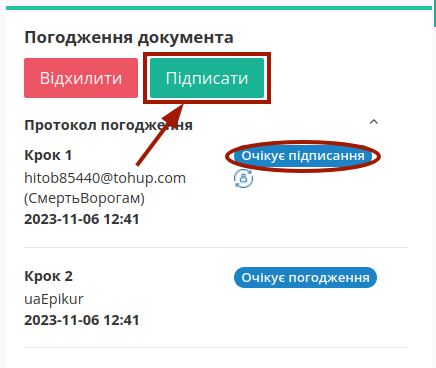 Погодження документа
Відхилити Підписати
Протокол погодження
Крок 1 Очікує підписання
hitob85440@tohup.com
(СмертьВорогам)
2023-11-06 12:41
Крок 2 Очікує погодження
uaEpikur
2023-11-06 12:41